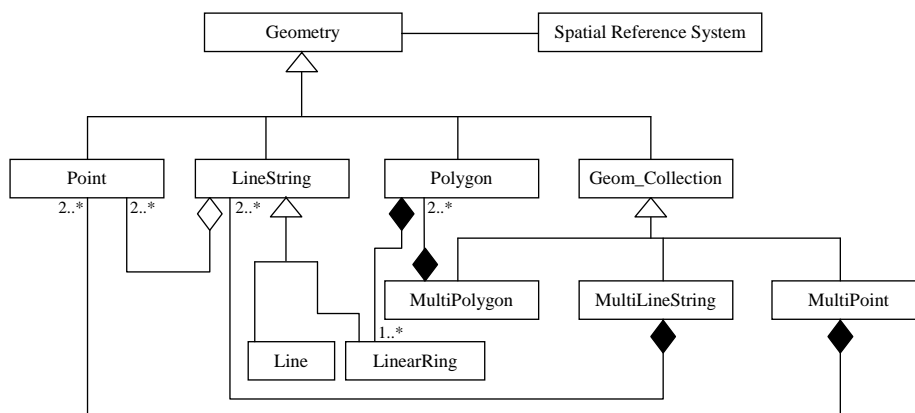 Geometry
Spatial Reference System
Point
LineString
Polygon
Geom_Collection
2..*
2..*
2..*
2..*
MultiPolygon
MultiLineString
MultiPoint
1..*
Line
LinearRing